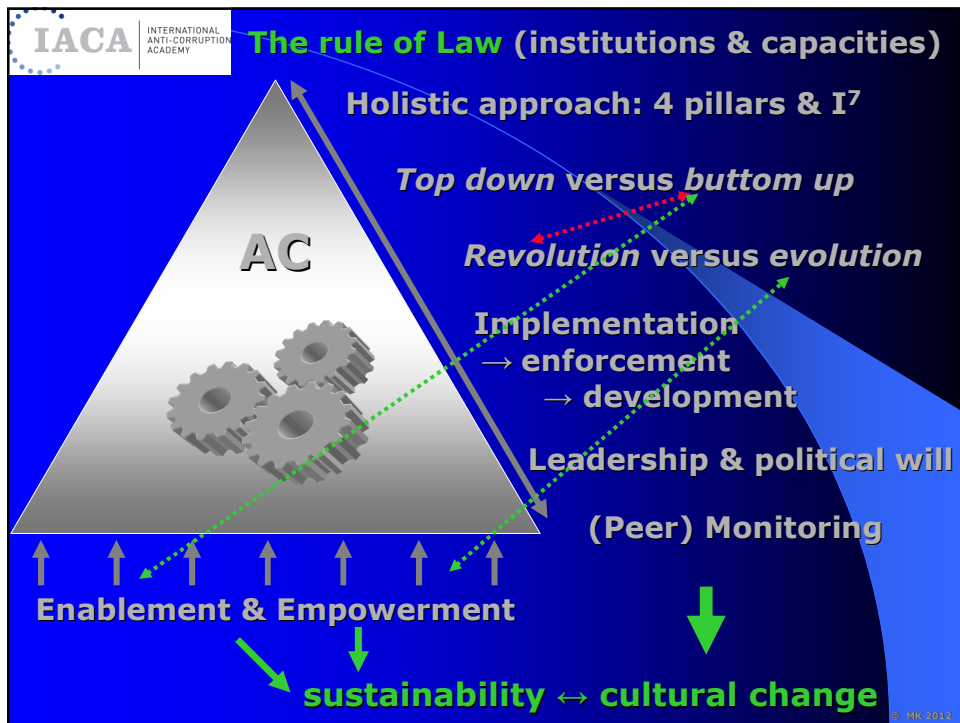 IACA
INTERNATIONAL
ANTI-CORRUPTION
ACADEMY
The rule of Law (institutions & capacities)
Holistic approach: 4 pillars & I⁷
Top down versus buttom up
AC
Revolution versus evolution
Implementation
→ enforcement
→ development
Leadership & political will
(Peer) Monitoring
Enablement & Empowerment
sustainability ↔ cultural change
© MK 2012